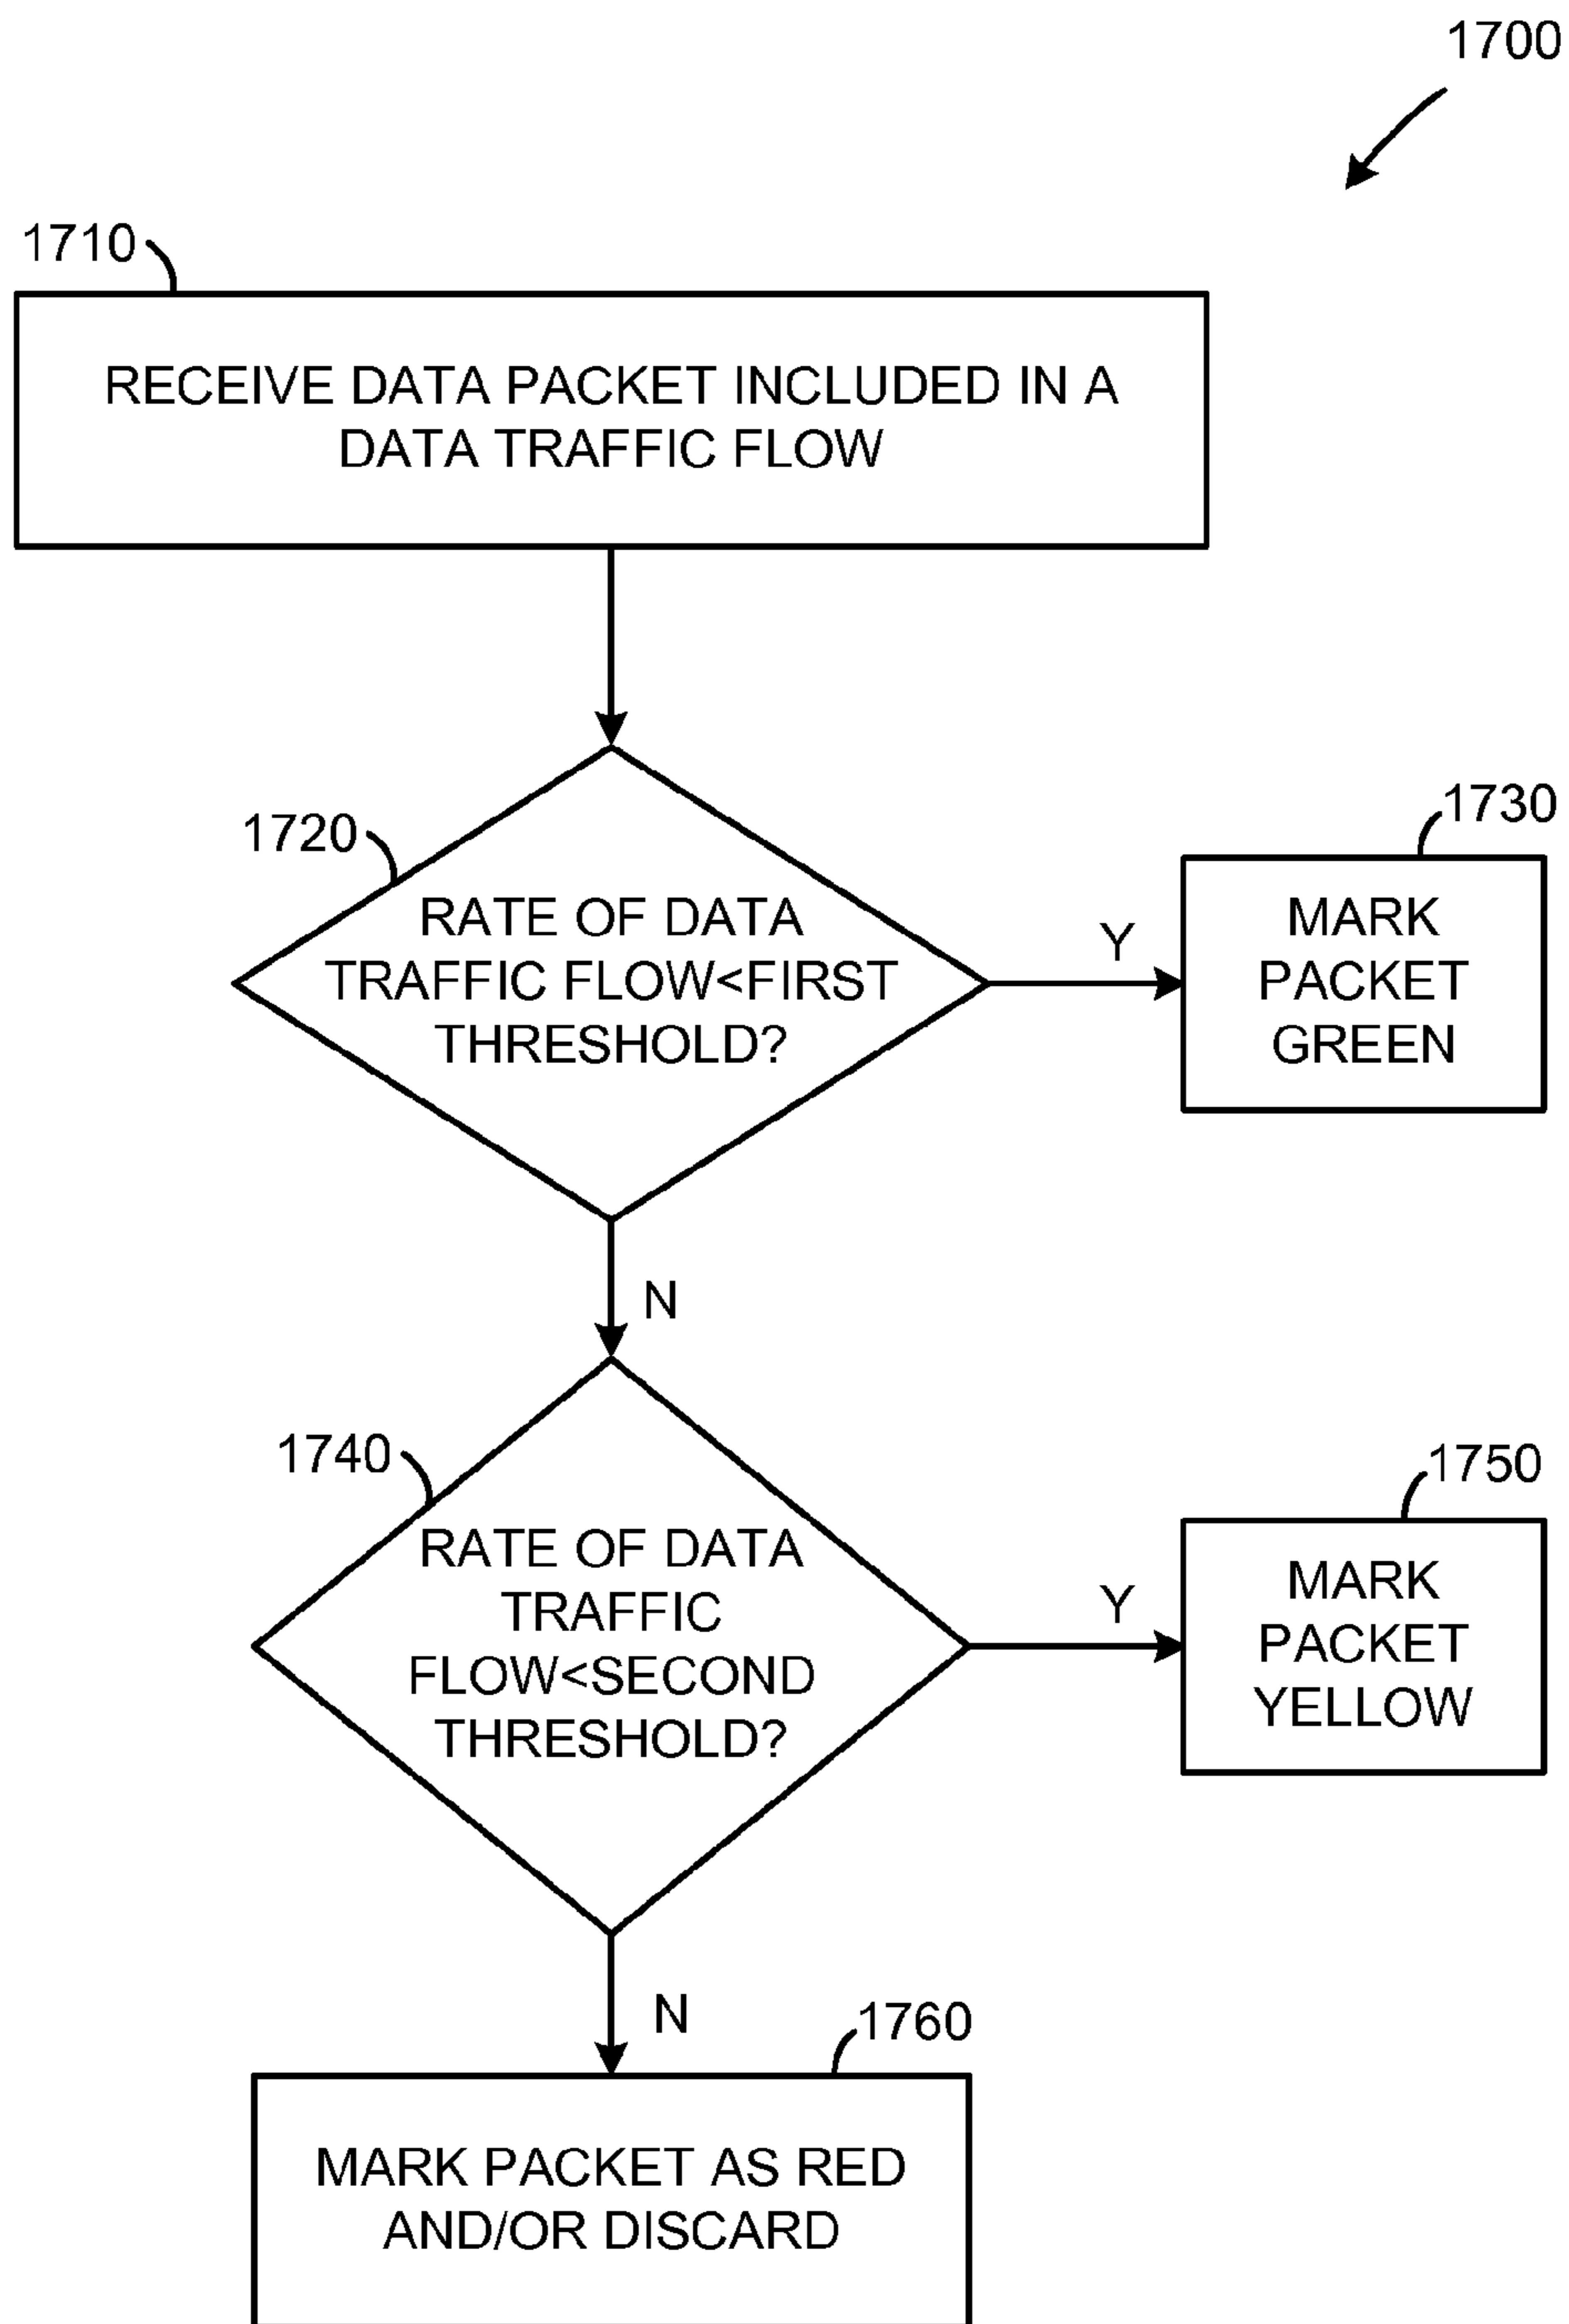 1700
1710
RECEIVE DATA PACKET INCLUDED IN A
DATA TRAFFIC FLOW
1720
RATE OF DATA
TRAFFIC FLOW<FIRST
THRESHOLD?
Y
1730
MARK
PACKET
GREEN
N
1740
RATE OF DATA
TRAFFIC
FLOW<SECOND
THRESHOLD?
Y
1750
MARK
PACKET
YELLOW
N
1760
MARK PACKET AS RED
AND/OR DISCARD